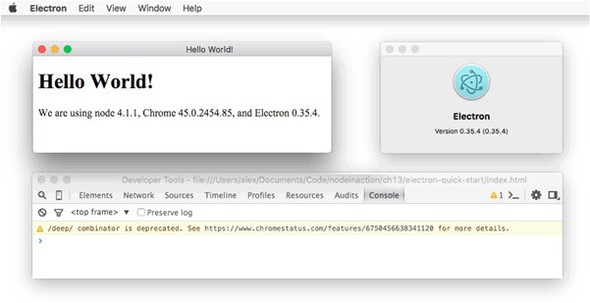 Electron Edit View Window Help
Hello World!
Hello World!
We are using node 4.1.1, Chrome 45.0.2454.85, and Electron 0.35.4.
Electron
Version 0.35.4 (0.35.4)
Developer Tools - file:///Users/alex/Documents/Code/nodeinaction/ch13/electron-quick-start/index.html
Elements Network Sources Timeline Profiles Resources Audits Console 1
<top frame> Preserve log
/deep/ combinator is deprecated. See https://www.chromestatus.com/features/6750456638341120 for more details.